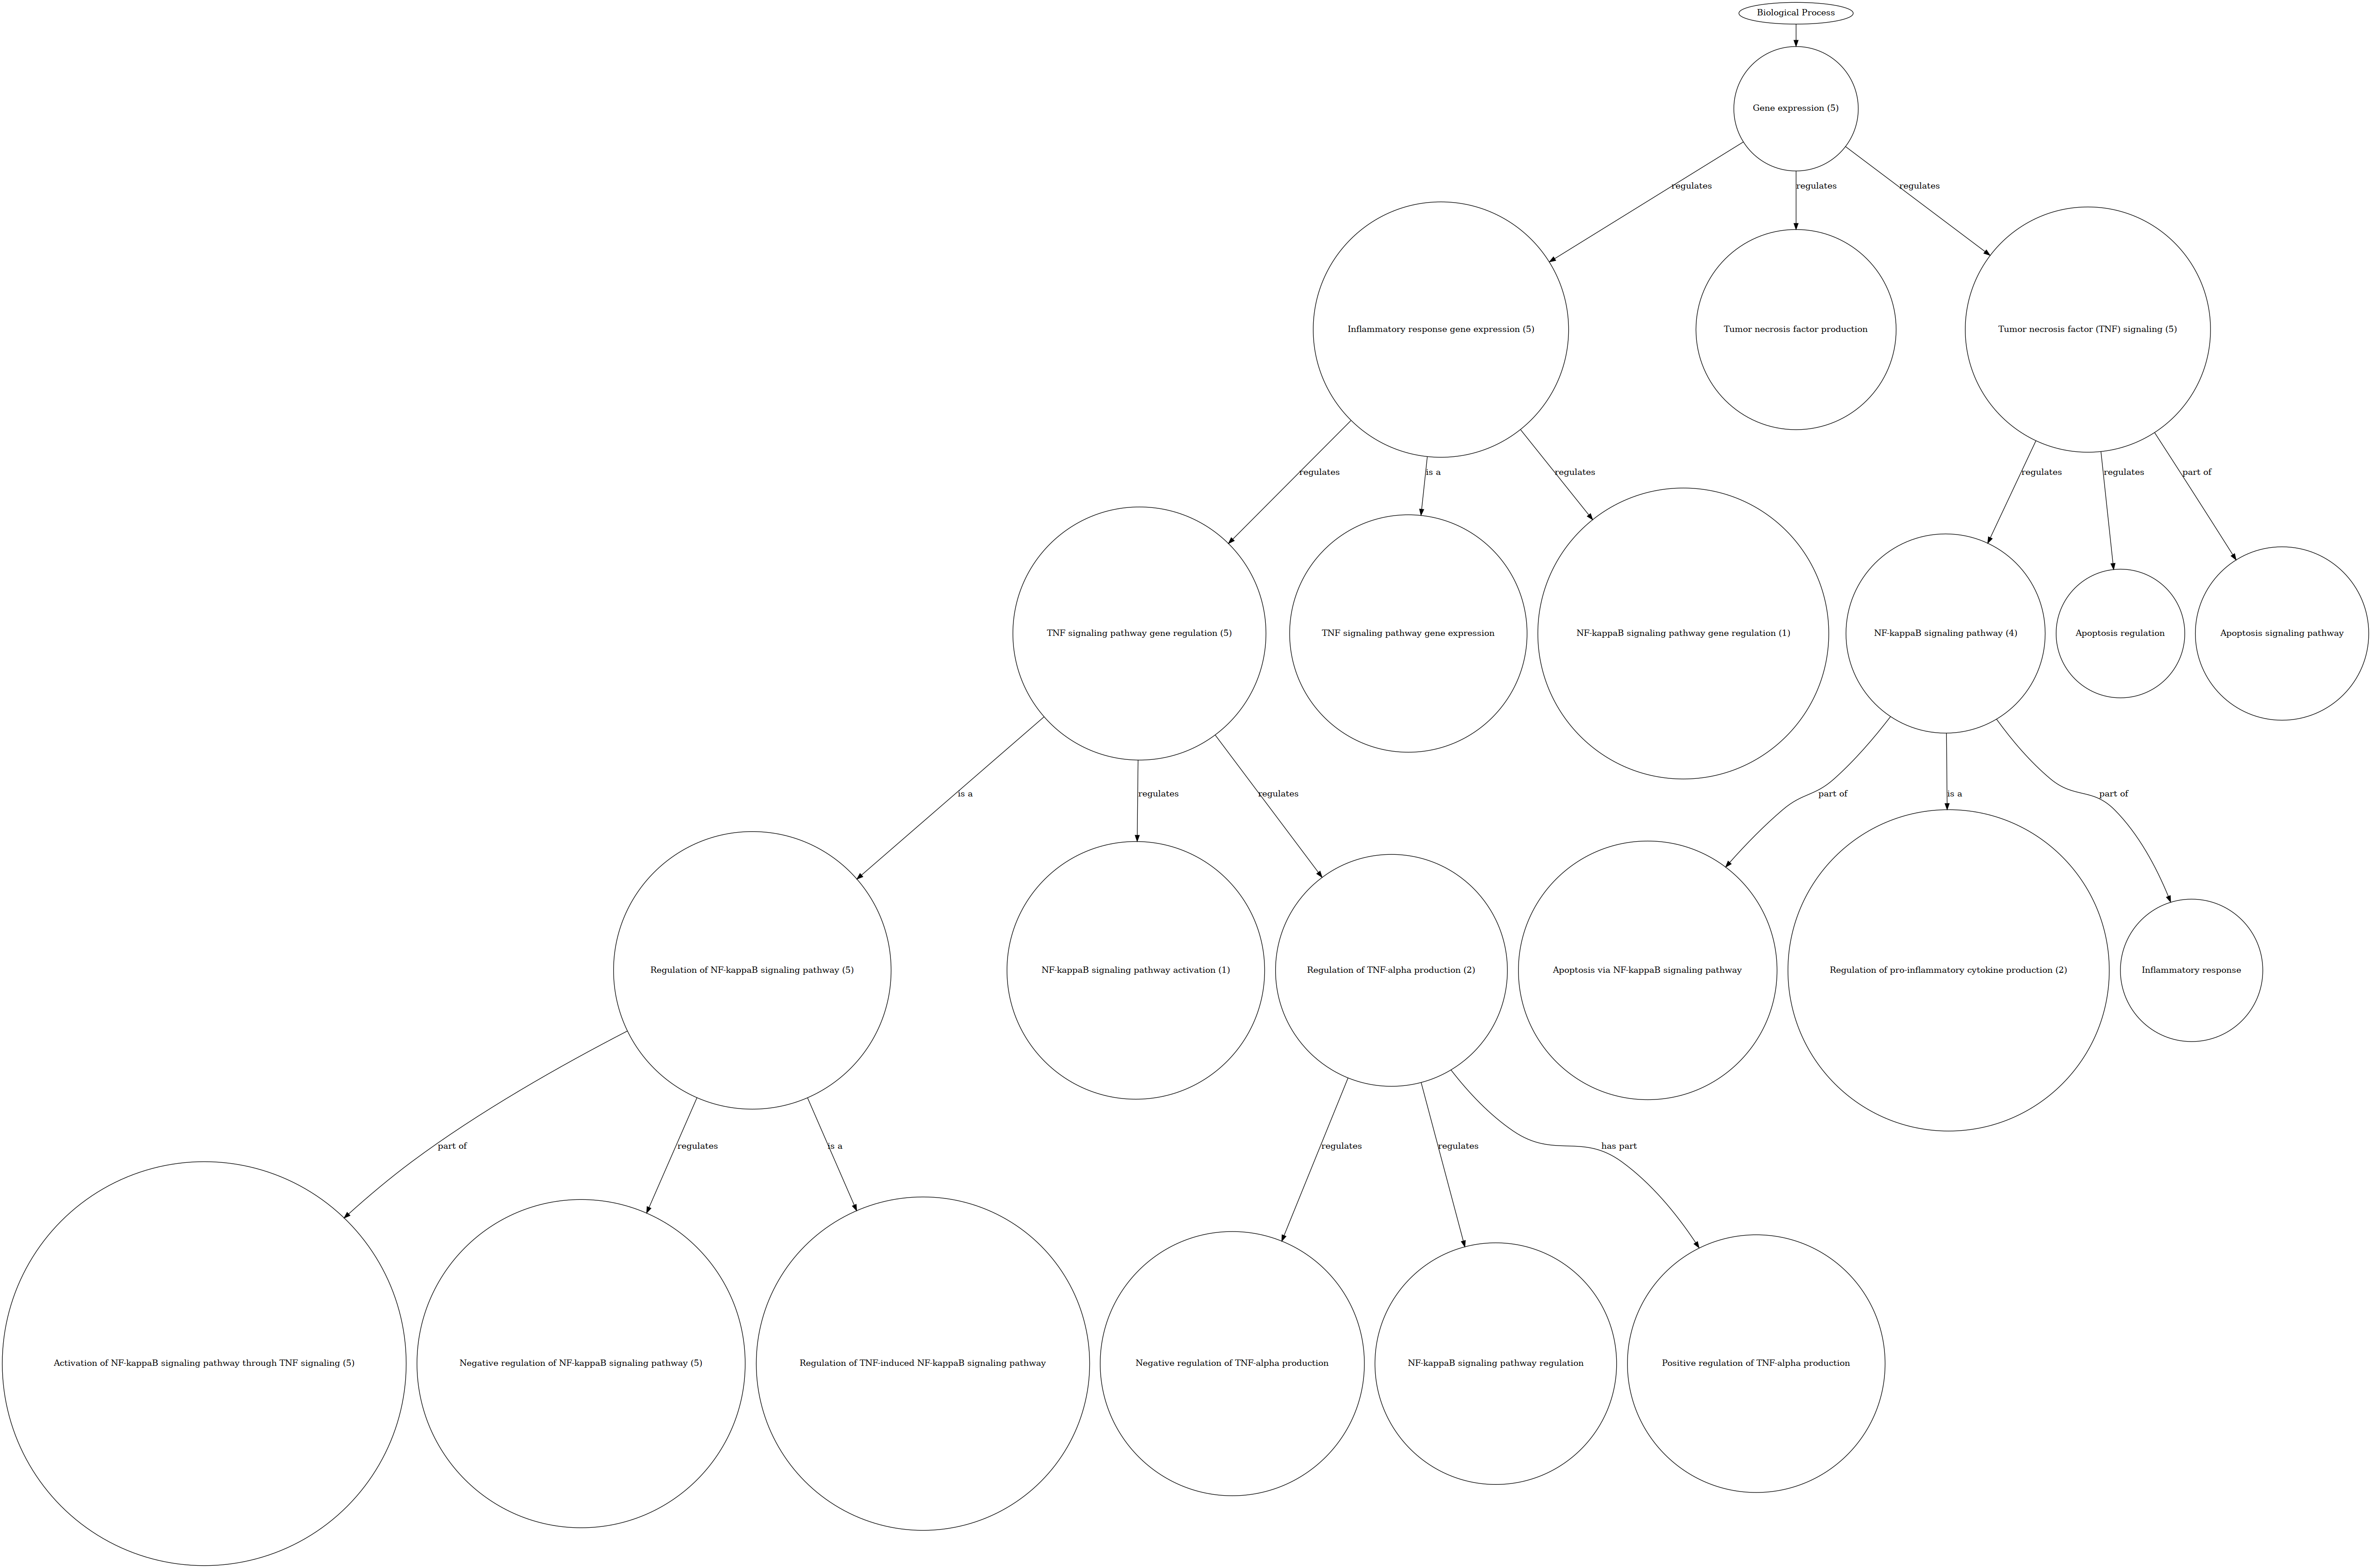 Biological Process
Gene expression (5)
regulates
regulates
regulates
Inflammatory response gene expression (5)
Tumor necrosis factor production
Tumor necrosis factor (TNF) signaling (5)
regulates
is a
regulates
regulates
regulates
part of
TNF signaling pathway gene regulation (5)
TNF signaling pathway gene expression
NF-kappaB signaling pathway gene regulation (1)
NF-kappaB signaling pathway (4)
Apoptosis regulation
Apoptosis signaling pathway
is a
regulates
regulates
part of
is a
part of
Regulation of NF-kappaB signaling pathway (5)
NF-kappaB signaling pathway activation (1)
Regulation of TNF-alpha production (2)
Apoptosis via NF-kappaB signaling pathway
Regulation of pro-inflammatory cytokine production (2)
Inflammatory response
part of
regulates
is a
regulates
regulates
has part
Activation of NF-kappaB signaling pathway through TNF signaling (5)
Negative regulation of NF-kappaB signaling pathway (5)
Regulation of TNF-induced NF-kappaB signaling pathway
Negative regulation of TNF-alpha production
NF-kappaB signaling pathway regulation
Positive regulation of TNF-alpha production